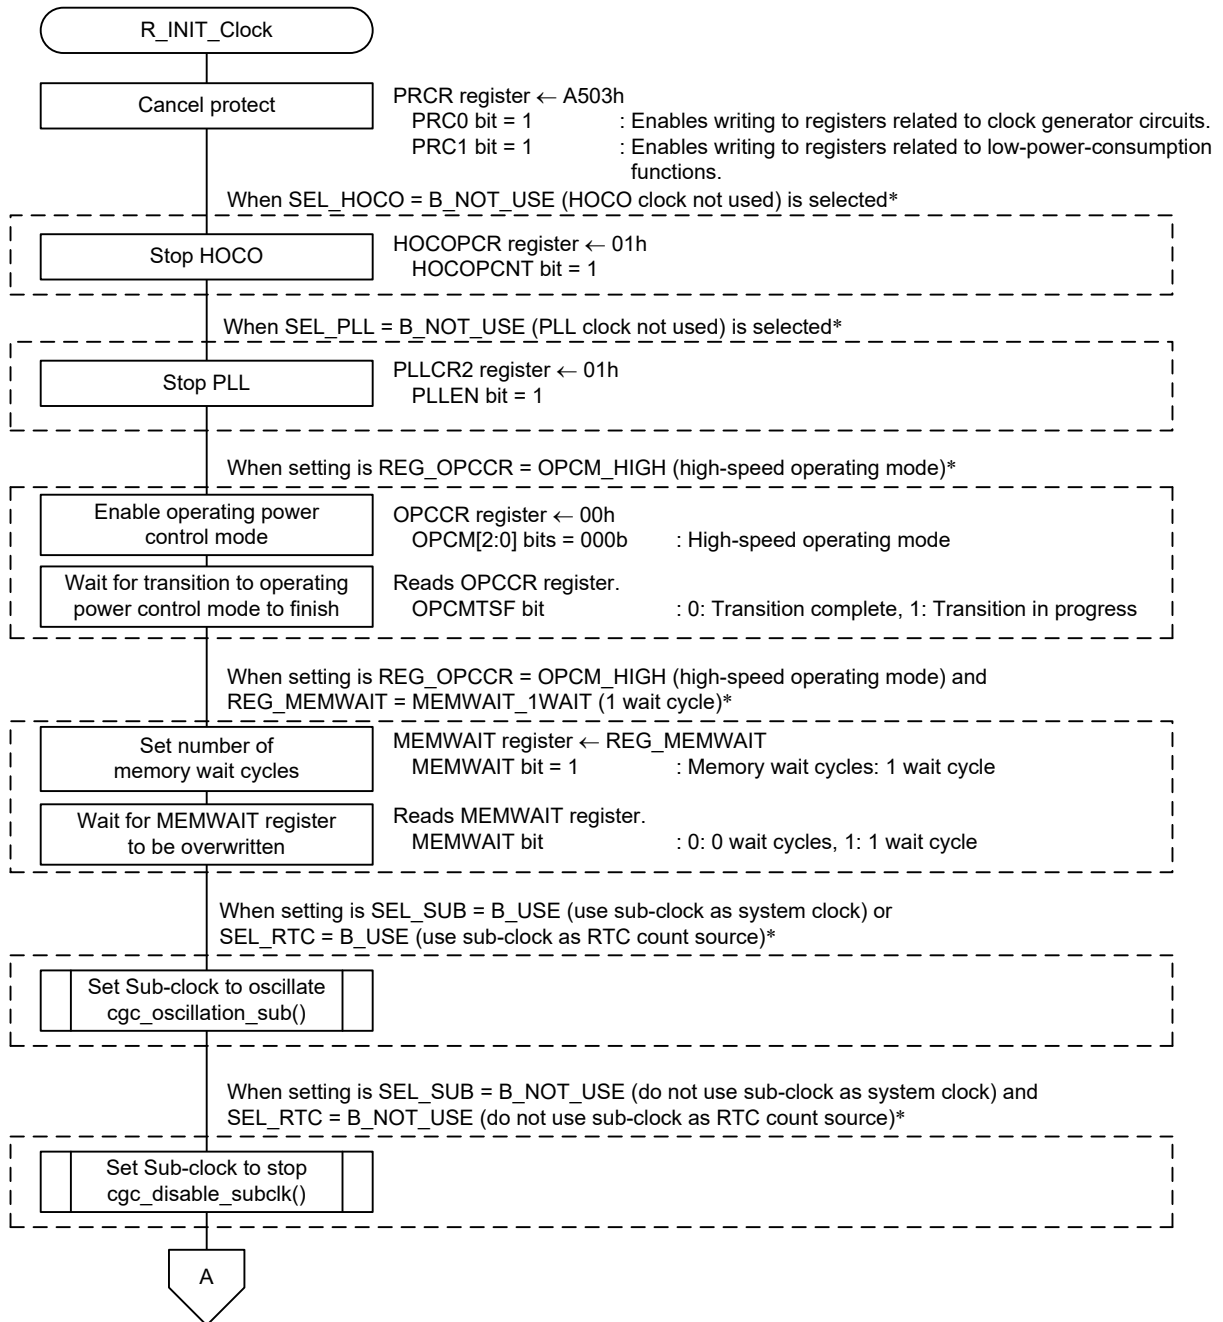 R_INIT_Clock
Cancel protect
PRCR register ← A503h
PRC0 bit = 1 : Enables writing to registers related to clock generator circuits.
PRC1 bit = 1 : Enables writing to registers related to low-power-consumption
functions.
When SEL_HOCO = B_NOT_USE (HOCO clock not used) is selected*
Stop HOCO
HOCOPCR register ← 01h
HOCOPCNT bit = 1
When SEL_PLL = B_NOT_USE (PLL clock not used) is selected*
Stop PLL
PLLCR2 register ← 01h
PLLEN bit = 1
When setting is REG_OPCCR = OPCM_HIGH (high-speed operating mode)*
Enable operating power
control mode
OPCCR register ← 00h
OPCM[2:0] bits = 000b : High-speed operating mode
Wait for transition to operating
power control mode to finish
Reads OPCCR register.
OPCMTSF bit : 0: Transition complete, 1: Transition in progress
When setting is REG_OPCCR = OPCM_HIGH (high-speed operating mode) and
REG_MEMWAIT = MEMWAIT_1WAIT (1 wait cycle)*
Set number of
memory wait cycles
MEMWAIT register ← REG_MEMWAIT
MEMWAIT bit = 1 : Memory wait cycles: 1 wait cycle
Wait for MEMWAIT register
to be overwritten
Reads MEMWAIT register.
MEMWAIT bit : 0: 0 wait cycles, 1: 1 wait cycle
When setting is SEL_SUB = B_USE (use sub-clock as system clock) or
SEL_RTC = B_USE (use sub-clock as RTC count source)*
Set Sub-clock to oscillate
cgc_oscillation_sub()
When setting is SEL_SUB = B_NOT_USE (do not use sub-clock as system clock) and
SEL_RTC = B_NOT_USE (do not use sub-clock as RTC count source)*
Set Sub-clock to stop
cgc_disable_subclk()
A